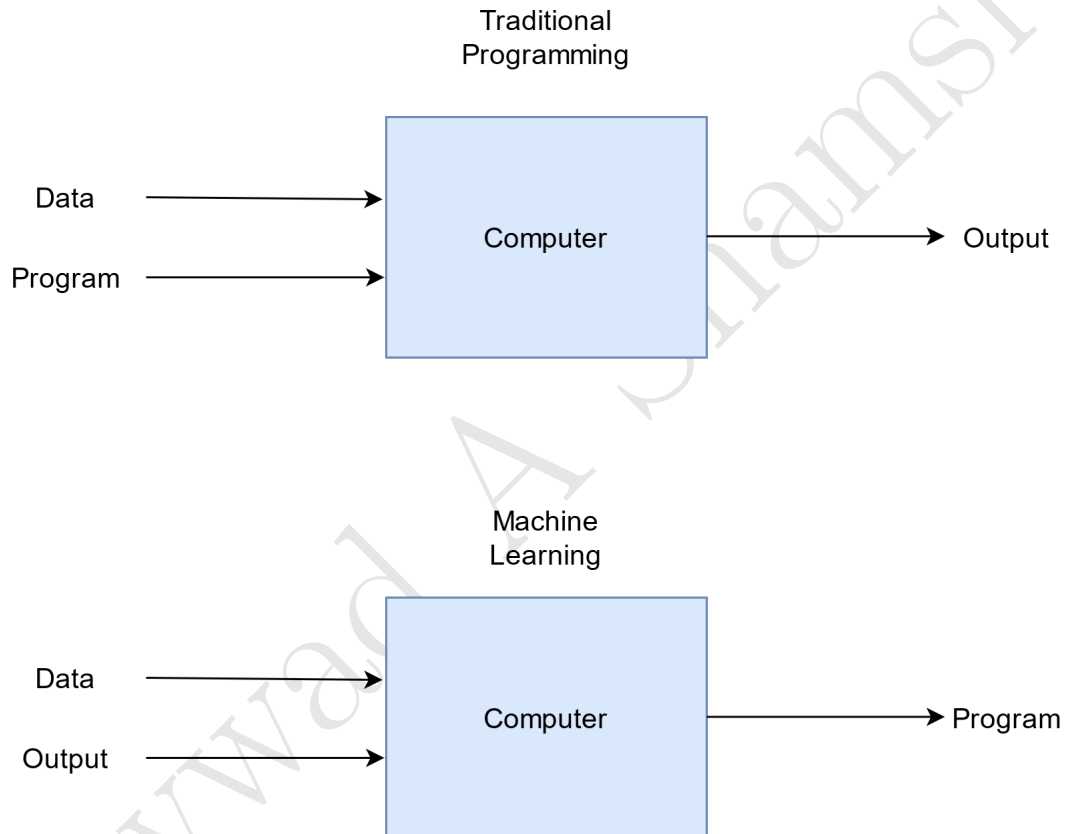 Traditional
Programming
Data
Program
Computer
Output
Machine
Learning
Data
Output
Computer
Program